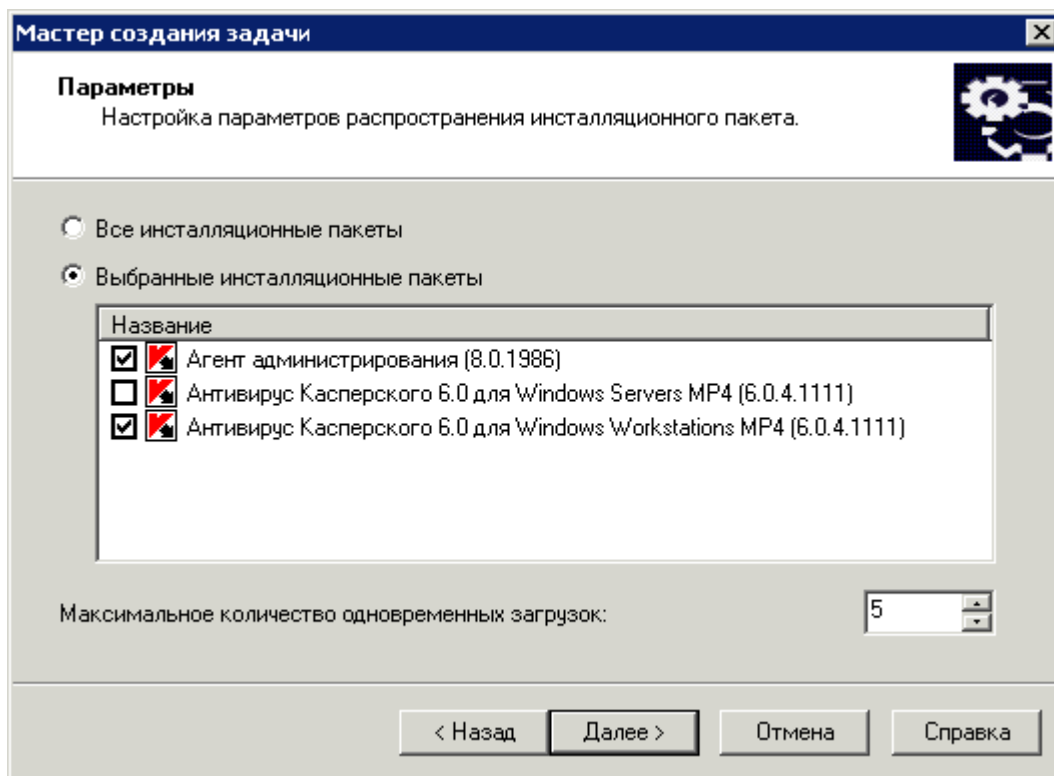 Мастер создания задачи
Параметры
Настройка параметров распространения инсталляционного пакета.
Все инсталляционные пакеты
Выбранные инсталляционные пакеты
Название
Агент администрирования (8.0.1986)
Антивирус Касперского 6.0 для Windows Servers MP4 (6.0.4.1111)
Антивирус Касперского 6.0 для Windows Workstations MP4 (6.0.4.1111)
Максимальное количество одновременных загрузок: 5
< Назад Далее > Отмена Справка